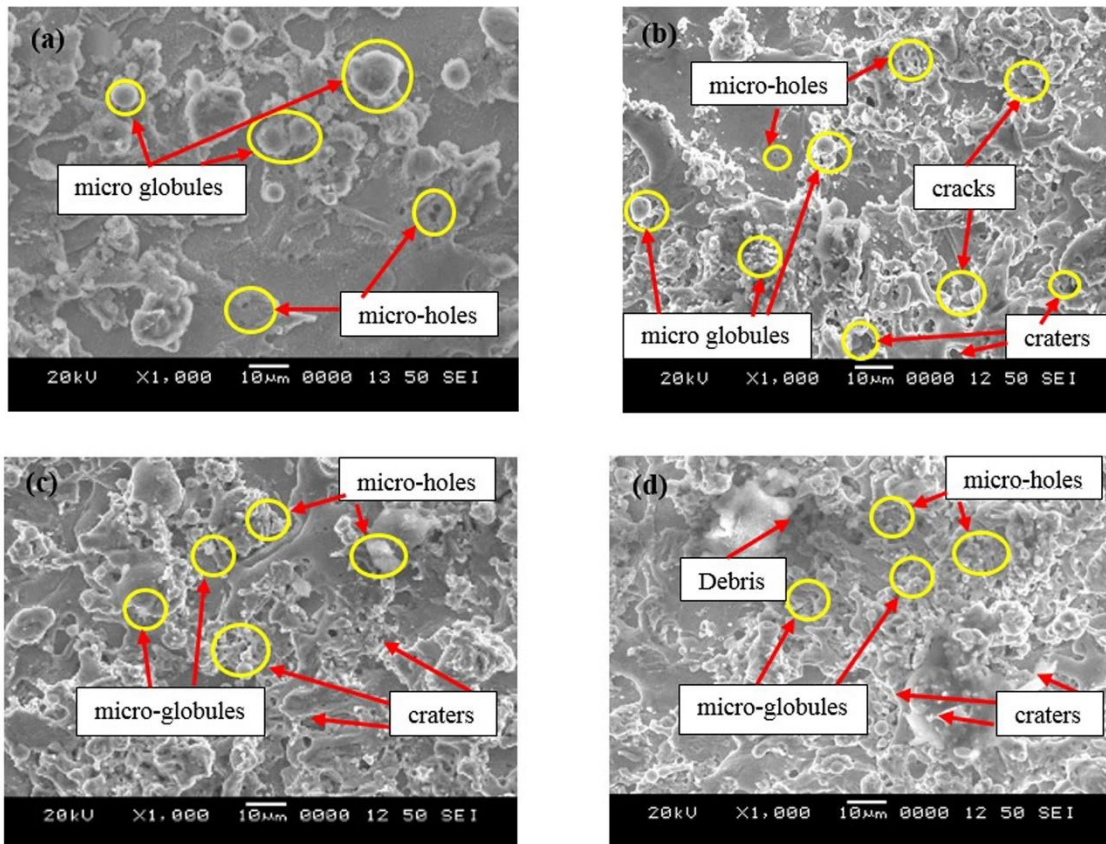 (a)
micro globules
micro-holes
20kV X1,000 10µm 0000 13 50 SEI
(b)
micro-holes
cracks
micro globules
craters
20kV X1,000 10µm 0000 12 50 SEI
(c)
micro-holes
micro-globules
craters
20kV X1,000 10µm 0000 12 50 SEI
(d)
micro-holes
Debris
micro-globules
craters
20kV X1,000 10µm 0000 12 50 SEI